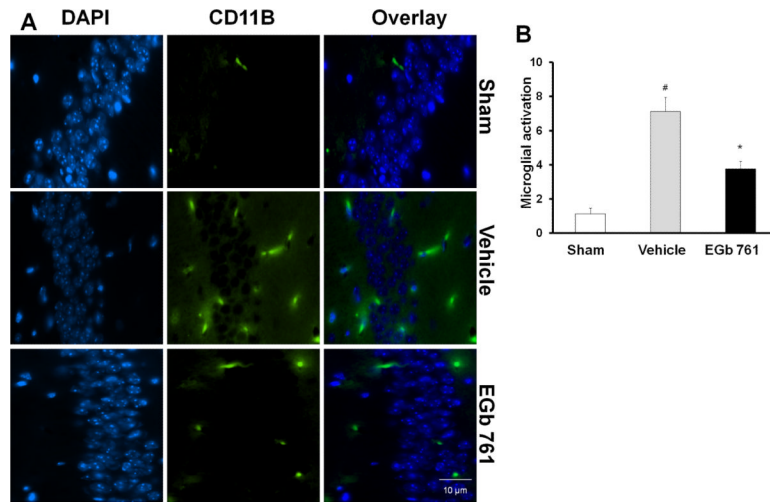 A
DAPI
CD11B
Overlay
Sham
Vehicle
EGb 761
10 µm
B
Microglial activation
10
8
6
4
2
0
#
*
Sham
Vehicle
EGb 761